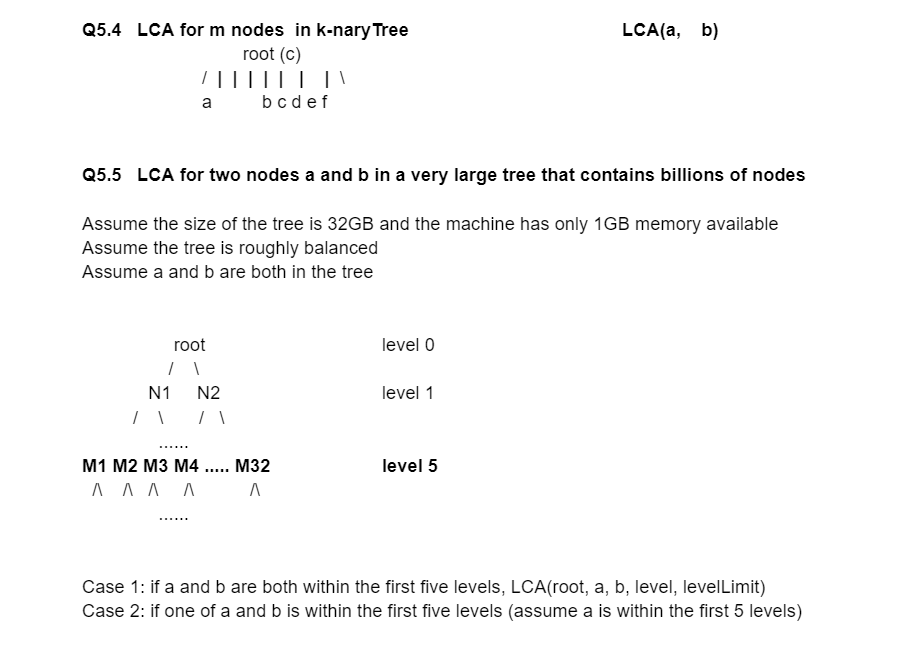 Q5.4 LCA for m nodes in k-naryTree LCA(a, b)
root (c)
/ | | | | | | | \
a b c d e f
Q5.5 LCA for two nodes a and b in a very large tree that contains billions of nodes
Assume the size of the tree is 32GB and the machine has only 1GB memory available
Assume the tree is roughly balanced
Assume a and b are both in the tree
root level 0
/ \
N1 N2 level 1
/ \ / \
......
M1 M2 M3 M4 ..... M32 level 5
/\ /\ /\ /\ /\
......
Case 1: if a and b are both within the first five levels, LCA(root, a, b, level, levelLimit)
Case 2: if one of a and b is within the first five levels (assume a is within the first 5 levels)